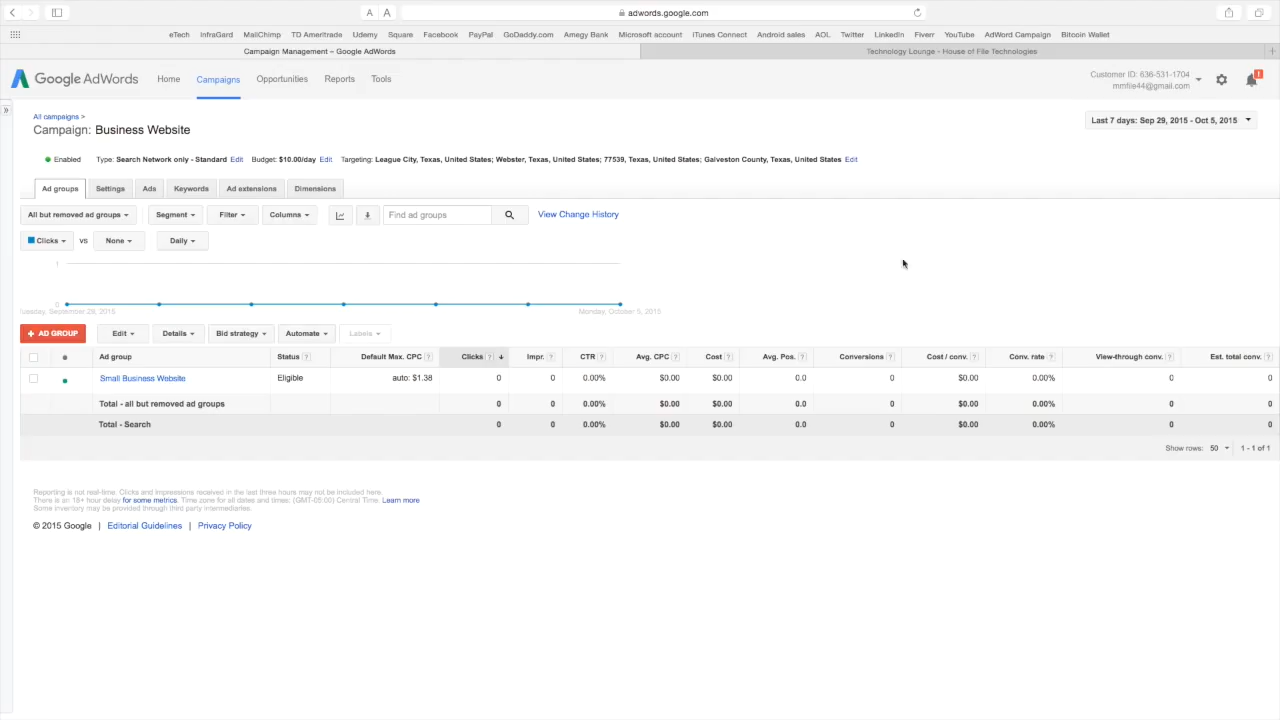 A A adwords.google.com
eTech InfraGard MailChimp TD Ameritrade Udemy Square Facebook PayPal GoDaddy.com Amegy Bank Microsoft account iTunes Connect Android sales AOL Twitter LinkedIn Fiverr YouTube AdWord Campaign Bitcoin Wallet
Campaign Management – Google AdWords Technology Lounge - House of File Technologies +
Google AdWords Home Campaigns Opportunities Reports Tools Customer ID: 636-531-1704
mmfile44@gmail.com !
»
All campaigns >
Campaign: Business Website Last 7 days: Sep 29, 2015 - Oct 5, 2015
Enabled Type: Search Network only - Standard Edit Budget: $10.00/day Edit Targeting: League City, Texas, United States; Webster, Texas, United States; 77539, Texas, United States; Galveston County, Texas, United States Edit
Ad groups Settings Ads Keywords Ad extensions Dimensions
All but removed ad groups Segment Filter Columns Find ad groups View Change History
Clicks vs None Daily
1
0
Tuesday, September 29, 2015 Monday, October 5, 2015
+ AD GROUP Edit Details Bid strategy Automate Labels
Ad group Status ? Default Max. CPC ? Clicks ? Impr. ? CTR ? Avg. CPC ? Cost ? Avg. Pos. ? Conversions ? Cost / conv. ? Conv. rate ? View-through conv. ? Est. total conv. ?
Small Business Website Eligible auto: $1.38 0 0 0.00% $0.00 $0.00 0.0 0 $0.00 0.00% 0 0
Total - all but removed ad groups 0 0 0.00% $0.00 $0.00 0.0 0 $0.00 0.00% 0 0
Total - Search 0 0 0.00% $0.00 $0.00 0.0 0 $0.00 0.00% 0 0
Show rows: 50 1 - 1 of 1
Reporting is not real-time. Clicks and impressions received in the last three hours may not be included here.
There is an 18+ hour delay for some metrics. Time zone for all dates and times: (GMT-05:00) Central Time. Learn more
Some inventory may be provided through third party intermediaries.
© 2015 Google | Editorial Guidelines | Privacy Policy